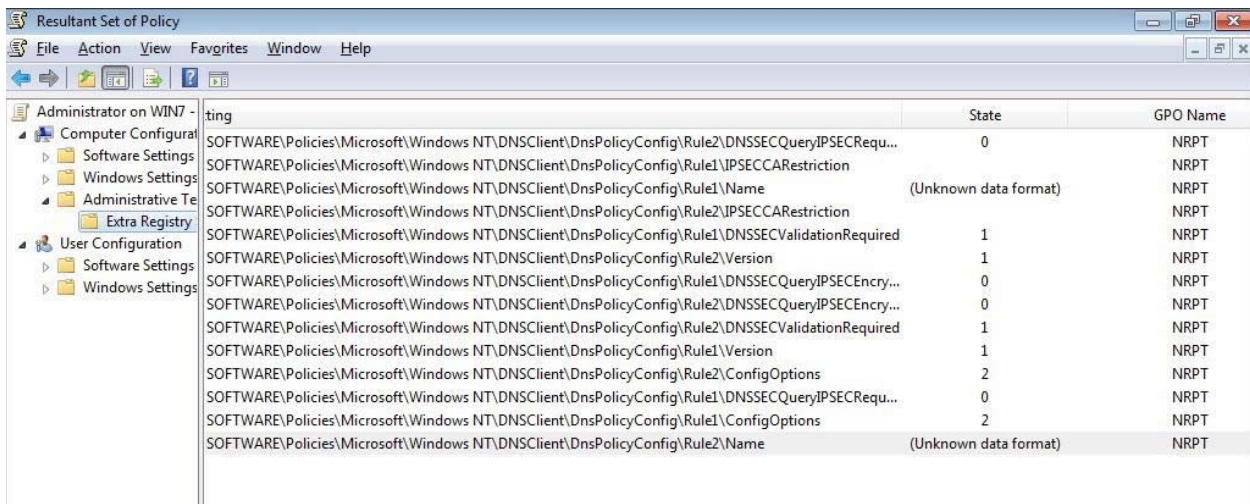 Resultant Set of Policy
File Action View Favorites Window Help
Administrator on WIN7 -
Computer Configurat
Software Settings
Windows Settings
Administrative Te
Extra Registry
User Configuration
Software Settings
Windows Settings
ting State GPO Name
SOFTWARE\Policies\Microsoft\Windows NT\DNSClient\DnsPolicyConfig\Rule2\DNSSECQueryIPSECRequ... 0 NRPT
SOFTWARE\Policies\Microsoft\Windows NT\DNSClient\DnsPolicyConfig\Rule1\IPSECCARestriction NRPT
SOFTWARE\Policies\Microsoft\Windows NT\DNSClient\DnsPolicyConfig\Rule1\Name (Unknown data format) NRPT
SOFTWARE\Policies\Microsoft\Windows NT\DNSClient\DnsPolicyConfig\Rule2\IPSECCARestriction NRPT
SOFTWARE\Policies\Microsoft\Windows NT\DNSClient\DnsPolicyConfig\Rule1\DNSSECValidationRequired 1 NRPT
SOFTWARE\Policies\Microsoft\Windows NT\DNSClient\DnsPolicyConfig\Rule2\Version 1 NRPT
SOFTWARE\Policies\Microsoft\Windows NT\DNSClient\DnsPolicyConfig\Rule1\DNSSECQueryIPSECEncry... 0 NRPT
SOFTWARE\Policies\Microsoft\Windows NT\DNSClient\DnsPolicyConfig\Rule2\DNSSECQueryIPSECEncry... 0 NRPT
SOFTWARE\Policies\Microsoft\Windows NT\DNSClient\DnsPolicyConfig\Rule2\DNSSECValidationRequired 1 NRPT
SOFTWARE\Policies\Microsoft\Windows NT\DNSClient\DnsPolicyConfig\Rule1\Version 1 NRPT
SOFTWARE\Policies\Microsoft\Windows NT\DNSClient\DnsPolicyConfig\Rule2\ConfigOptions 2 NRPT
SOFTWARE\Policies\Microsoft\Windows NT\DNSClient\DnsPolicyConfig\Rule1\DNSSECQueryIPSECRequ... 0 NRPT
SOFTWARE\Policies\Microsoft\Windows NT\DNSClient\DnsPolicyConfig\Rule1\ConfigOptions 2 NRPT
SOFTWARE\Policies\Microsoft\Windows NT\DNSClient\DnsPolicyConfig\Rule2\Name (Unknown data format) NRPT